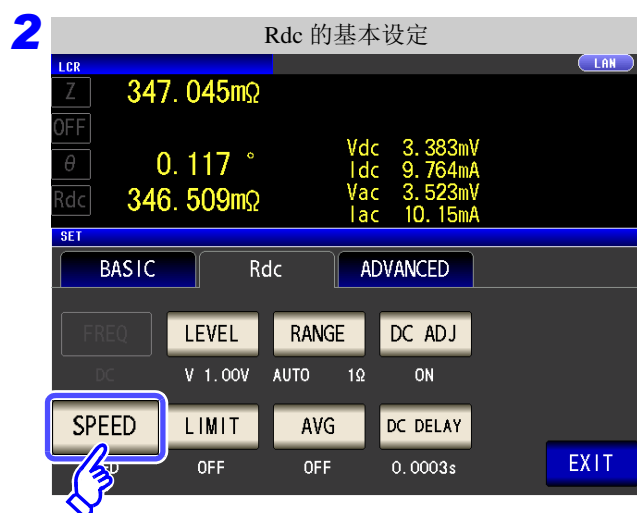 2
Rdc 的基本设定
LCR LAN
Z 347.045mΩ
OFF
θ 0.117 °
Rdc 346.509mΩ
Vdc 3.383mV
Idc 9.764mA
Vac 3.523mV
Iac 10.15mA
SET
BASIC Rdc ADVANCED
FREQ LEVEL RANGE DC ADJ
DC V 1.00V AUTO 1Ω ON
SPEED LIMIT AVG DC DELAY
OFF OFF 0.0003s
EXIT